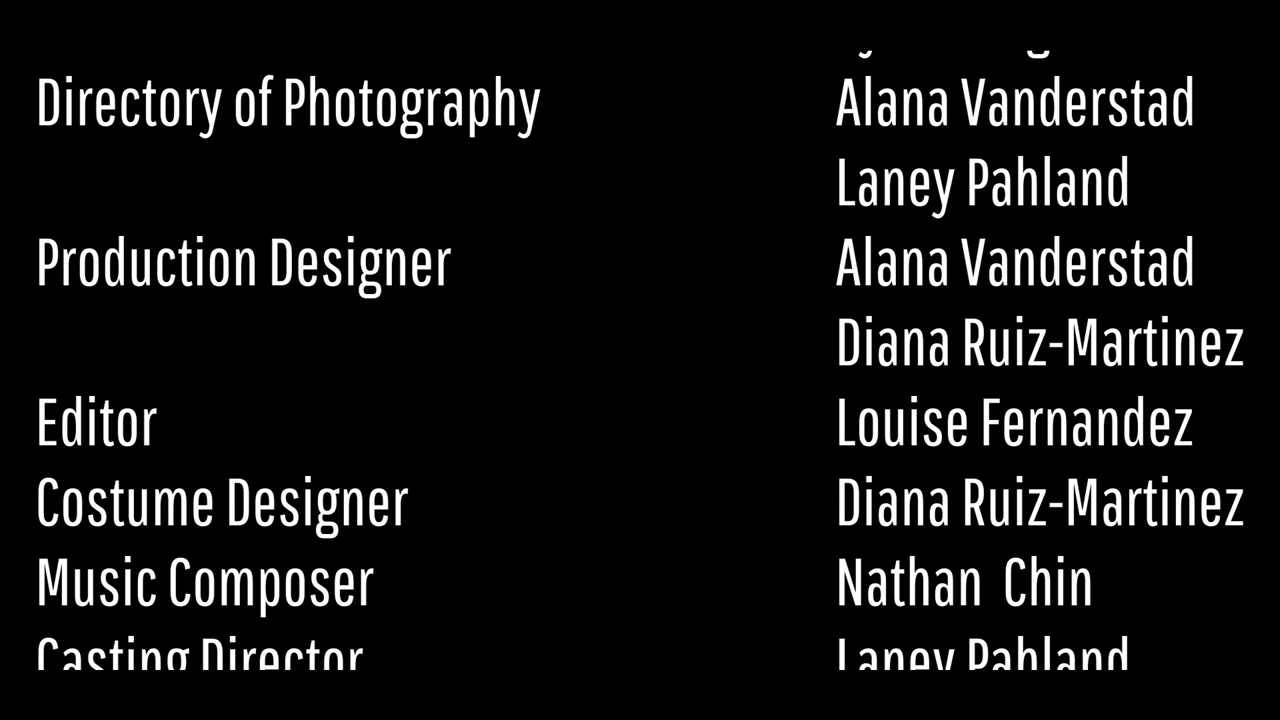 Directory of Photography Alana Vanderstad
Laney Pahland
Production Designer Alana Vanderstad
Diana Ruiz-Martinez
Editor Louise Fernandez
Costume Designer Diana Ruiz-Martinez
Music Composer Nathan Chin
Casting Director Laney Pahland